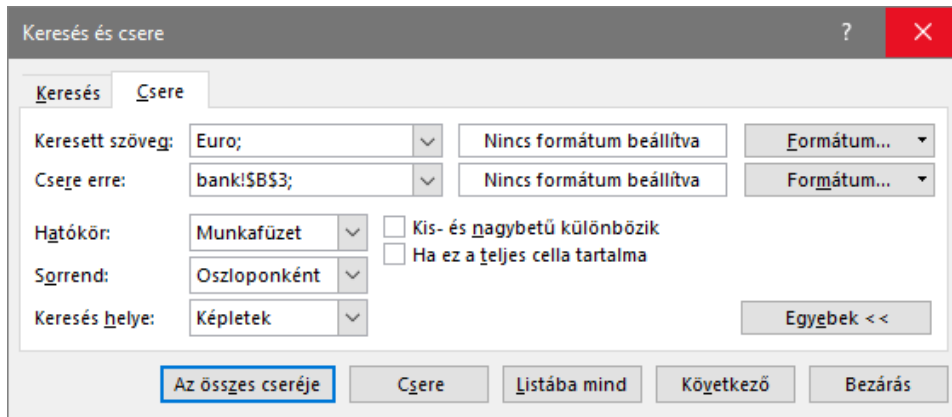 Keresés és csere ?
Keresés Csere
Keresett szöveg: Euro; Nincs formátum beállítva Formátum...
Csere erre: bank!$B$3; Nincs formátum beállítva Formátum...
Hatókör: Munkafüzet Kis- és nagybetű különbözik
Ha ez a teljes cella tartalma
Sorrend: Oszloponként
Keresés helye: Képletek Egyebek <<
Az összes cseréje Csere Listába mind Következő Bezárás